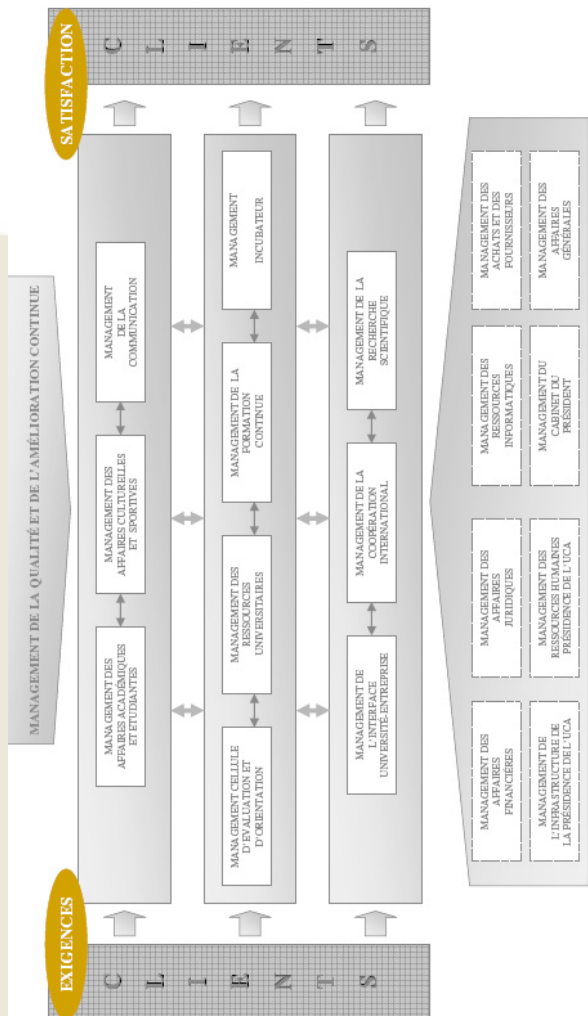 MANAGEMENT DE LA QUALITÉ ET DE L'AMÉLIORATION CONTINUE
EXIGENCES
CLIENTS
MANAGEMENT DES
AFFAIRES ACADÉMIQUES
ET ETUDIANTES
MANAGEMENT DES
AFFAIRES CULTURELLES
ET SPORTIVES
MANAGEMENT
DE LA
COMMUNICATION
MANAGEMENT CELLULE
D'EVALUATION ET
D'ORIENTATION
MANAGEMENT DES
RESSOURCES
UNIVERSITAIRES
MANAGEMENT DE LA
FORMATION
CONTINUE
MANAGEMENT
INCUBATEUR
MANAGEMENT DE
L'INTERFACE
UNIVERSITÉ-ENTREPRISE
MANAGEMENT DE LA
COOPÉRATION
INTERNATIONAL
MANAGEMENT DE LA
RECHERCHE
SCIENTIFIQUE
SATISFACTION
CLIENTS
MANAGEMENT DES
AFFAIRES
FINANCIÈRES
MANAGEMENT DES
AFFAIRES
JURIDIQUES
MANAGEMENT DES
RESSOURCES
INFORMATIQUES
MANAGEMENT DES
ACHATS ET DES
FOURNISSEURS
MANAGEMENT DE
L'INFRASTRUCTURE DE
LA PRÉSIDENCE DE L'UCA
MANAGEMENT DES
RESSOURCES HUMAINES
PRÉSIDENCE DE L'UCA
MANAGEMENT DU
CABINET DU
PRÉSIDENT
MANAGEMENT DES
AFFAIRES
GÉNÉRALES